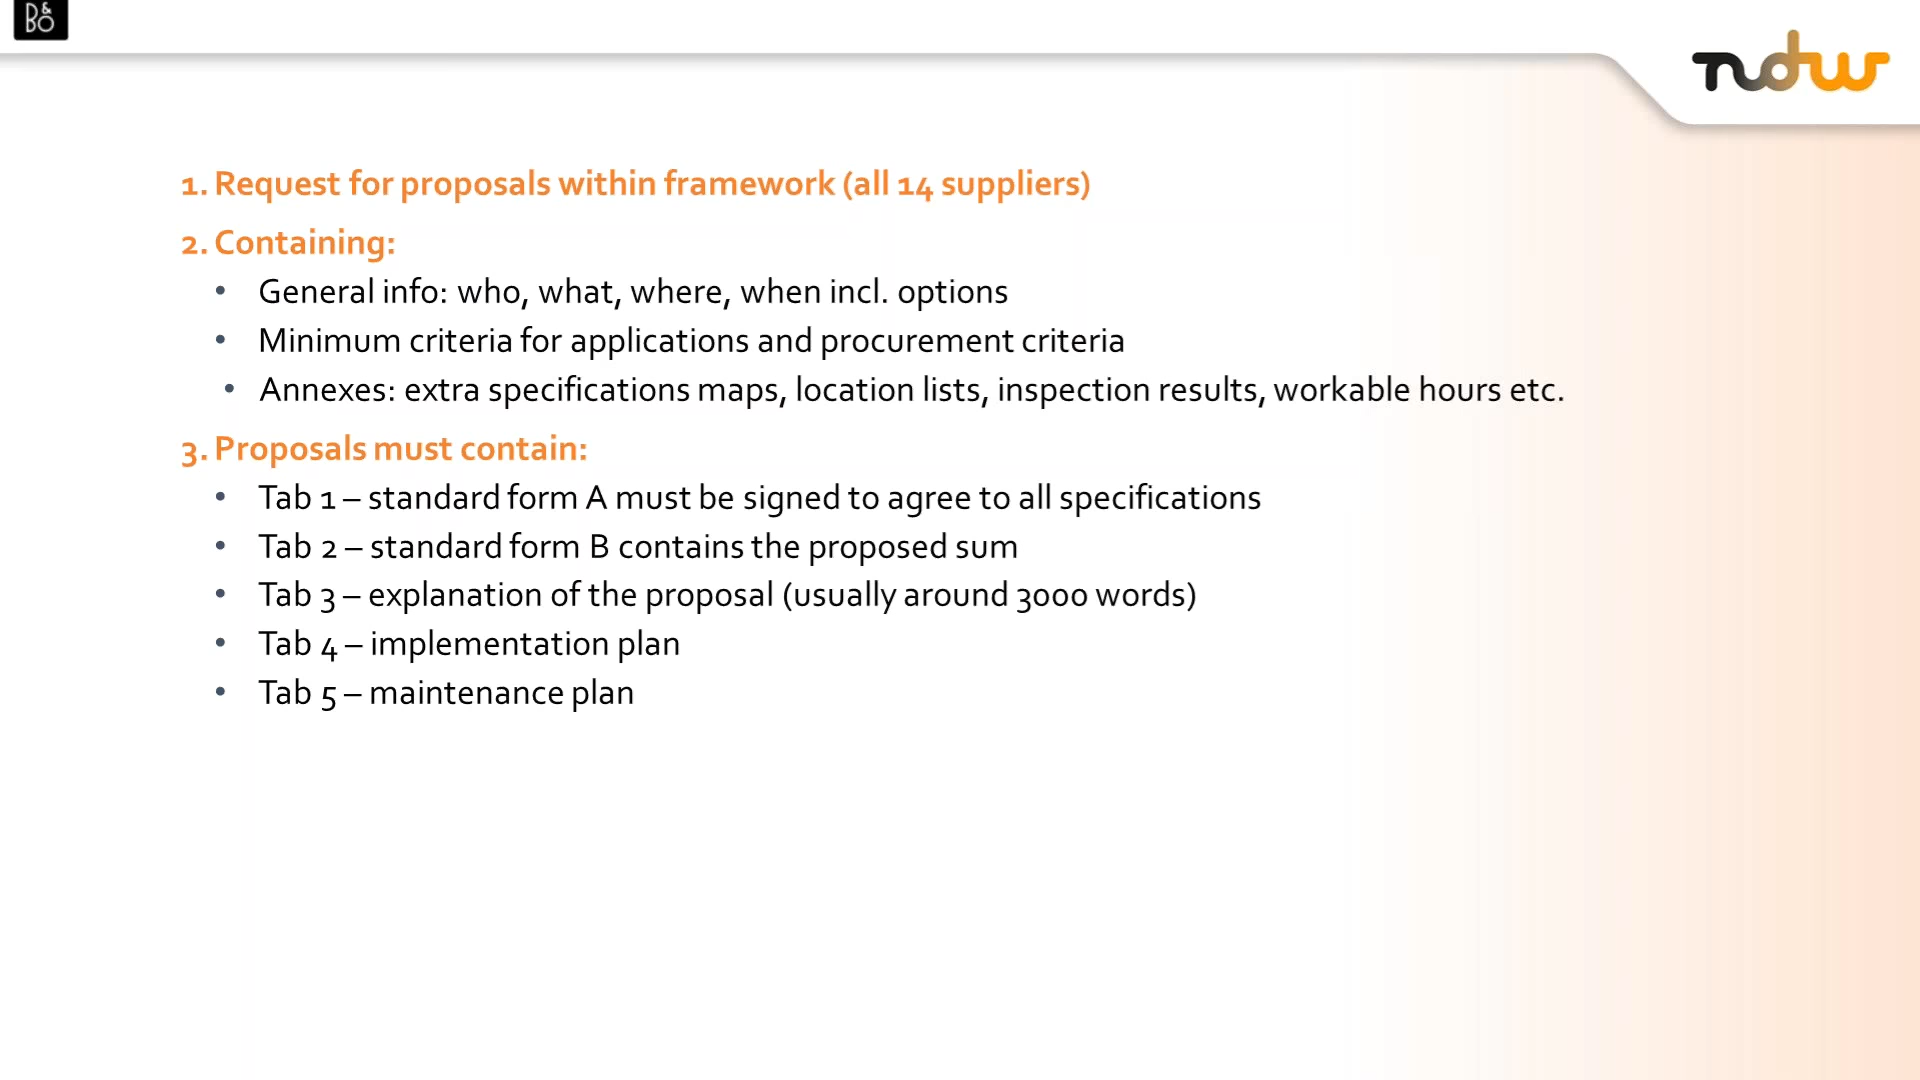 B&O
ndw
1. Request for proposals within framework (all 14 suppliers)
2. Containing:
• General info: who, what, where, when incl. options
• Minimum criteria for applications and procurement criteria
• Annexes: extra specifications maps, location lists, inspection results, workable hours etc.
3. Proposals must contain:
• Tab 1 – standard form A must be signed to agree to all specifications
• Tab 2 – standard form B contains the proposed sum
• Tab 3 – explanation of the proposal (usually around 3000 words)
• Tab 4 – implementation plan
• Tab 5 – maintenance plan